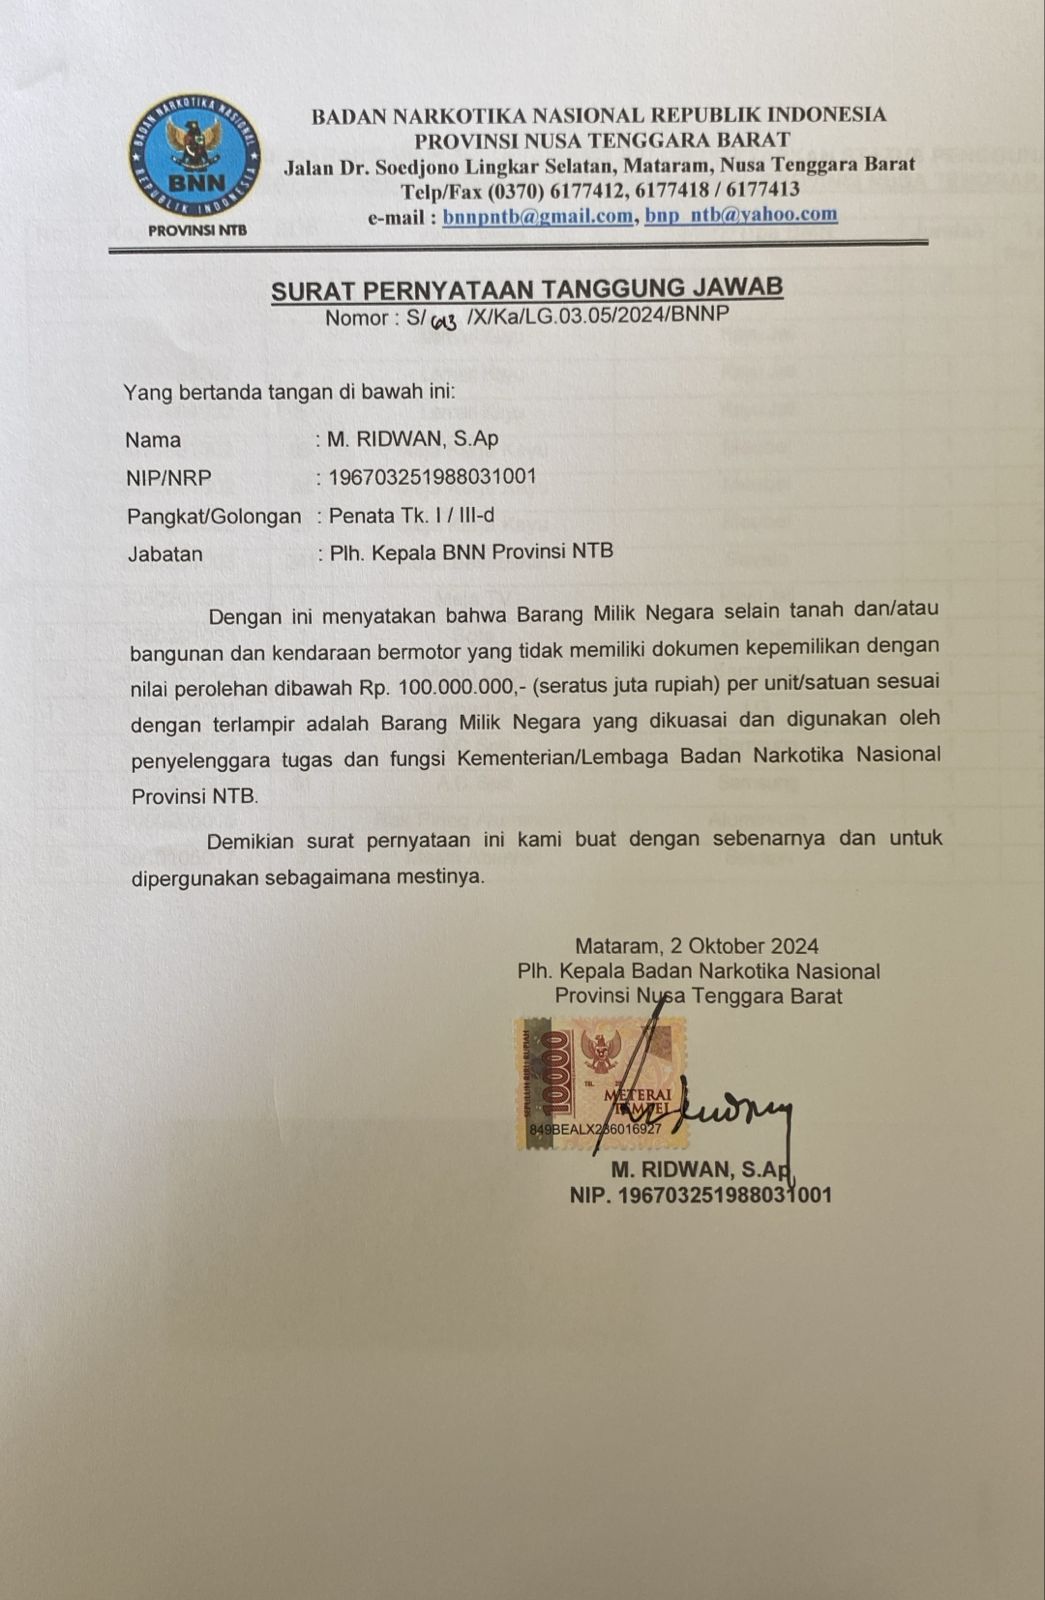 BADAN NARKOTIKA NASIONAL
BNN
REPUBLIK INDONESIA
PROVINSI NTB
BADAN NARKOTIKA NASIONAL REPUBLIK INDONESIA
PROVINSI NUSA TENGGARA BARAT
Jalan Dr. Soedjono Lingkar Selatan, Mataram, Nusa Tenggara Barat
Telp/Fax (0370) 6177412, 6177418 / 6177413
e-mail : bnnpntb@gmail.com, bnp_ntb@yahoo.com
SURAT PERNYATAAN TANGGUNG JAWAB
Nomor : S/ /X/Ka/LG.03.05/2024/BNNP
Yang bertanda tangan di bawah ini:
Nama : M. RIDWAN, S.Ap
NIP/NRP : 196703251988031001
Pangkat/Golongan : Penata Tk. I / III-d
Jabatan : Plh. Kepala BNN Provinsi NTB
Dengan ini menyatakan bahwa Barang Milik Negara selain tanah dan/atau
bangunan dan kendaraan bermotor yang tidak memiliki dokumen kepemilikan dengan
nilai perolehan dibawah Rp. 100.000.000,- (seratus juta rupiah) per unit/satuan sesuai
dengan terlampir adalah Barang Milik Negara yang dikuasai dan digunakan oleh
penyelenggara tugas dan fungsi Kementerian/Lembaga Badan Narkotika Nasional
Provinsi NTB.
Demikian surat pernyataan ini kami buat dengan sebenarnya dan untuk
dipergunakan sebagaimana mestinya.
Mataram, 2 Oktober 2024
Plh. Kepala Badan Narkotika Nasional
Provinsi Nusa Tenggara Barat
SEPULUH RIBU RUPIAH
10000
TGL. 20
METERAI
TEMPEL
849BEALX236016927
M. RIDWAN, S.Ap
NIP. 196703251988031001